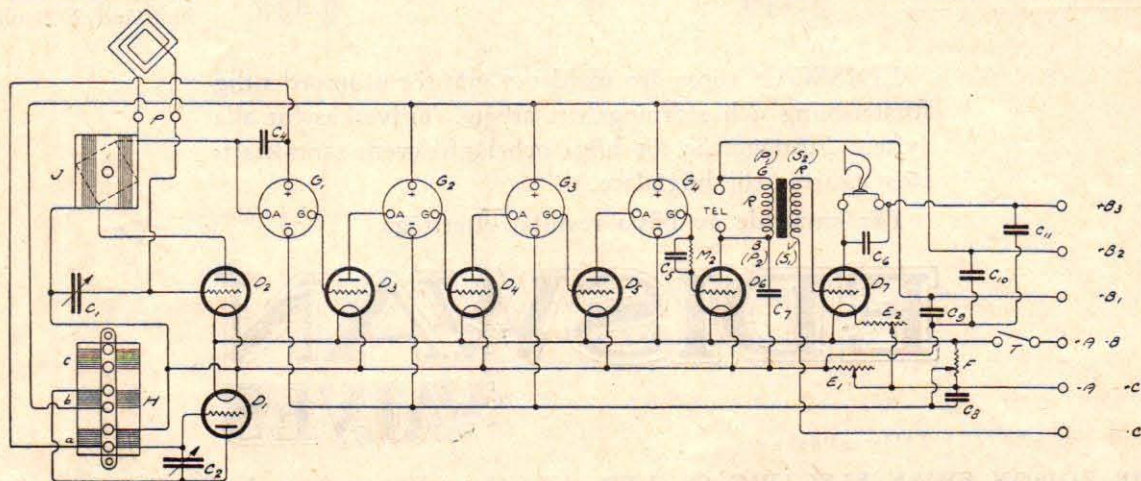 P
C4
G1
G2
G3
G4
(P1) (S2)
G R
J
A G
A G
A G
A G
TEL
P
+B3
C11
M2
C5
B V
(P2) (S1)
C6
+B2
C10
C1
D2
D3
D4
D5
D6
C7
D7
C9
-B1
E2
T
+A -B
c
b
a
H
E1
F
D1
C8
-A +C
C2
-C